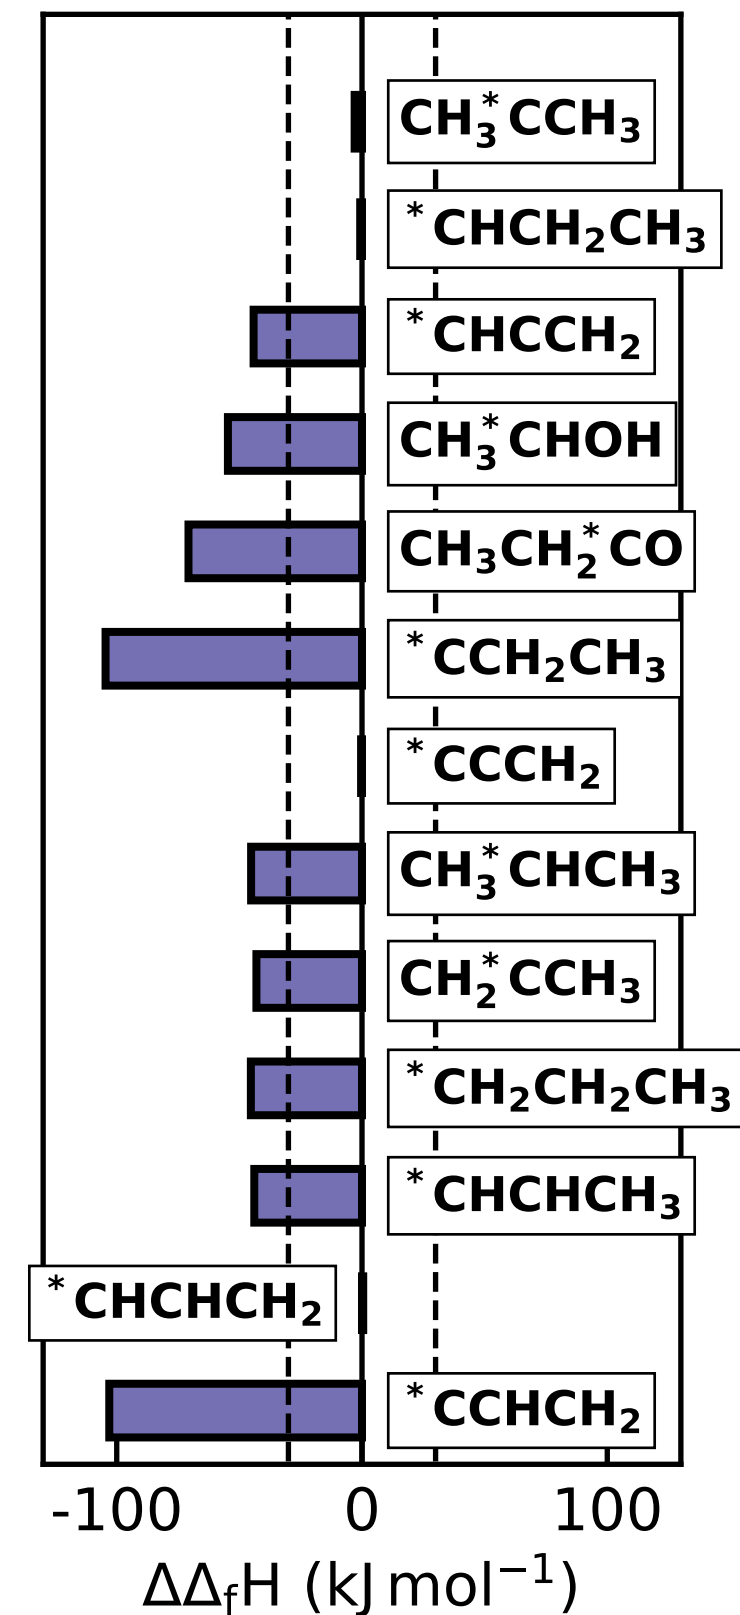 CH₃*CCH₃
*CHCH₂CH₃
*CHCCH₂
CH₃*CHOH
CH₃CH₂*CO
*CCH₂CH₃
*CCCH₂
CH₃*CHCH₃
CH₂*CCH₃
*CH₂CH₂CH₃
*CHCHCH₃
*CHCHCH₂
*CCHCH₂
-100 0 100
ΔΔ_fH (kJ mol⁻¹)